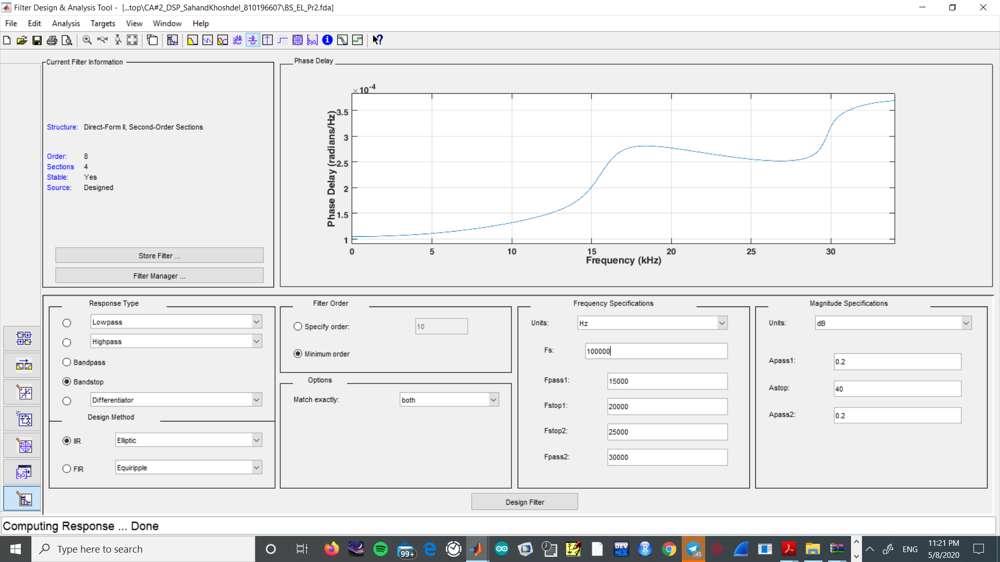 Filter Design & Analysis Tool - [...top\CA#2_DSP_SahandKhoshdel_810196607\BS_EL_Pr2.fda]
File Edit Analysis Targets View Window Help
Current Filter Information
Structure: Direct-Form II, Second-Order Sections
Order: 8
Sections 4
Stable: Yes
Source: Designed
Store Filter ...
Filter Manager ...
Phase Delay
×10-4
Phase Delay (radians/Hz)
3.5
3
2.5
2
1.5
1
0 5 10 15 20 25 30
Frequency (kHz)
Response Type
Lowpass
Highpass
Bandpass
Bandstop
Differentiator
Design Method
IIR Elliptic
FIR Equiripple
Filter Order
Specify order: 10
Minimum order
Options
Match exactly: both
Frequency Specifications
Units: Hz
Fs: 100000
Fpass1: 15000
Fstop1: 20000
Fstop2: 25000
Fpass2: 30000
Magnitude Specifications
Units: dB
Apass1: 0.2
Astop: 40
Apass2: 0.2
Design Filter
Computing Response ... Done
Type here to search
99+
DEV
C++
R
..45
ENG
11:21 PM
5/8/2020